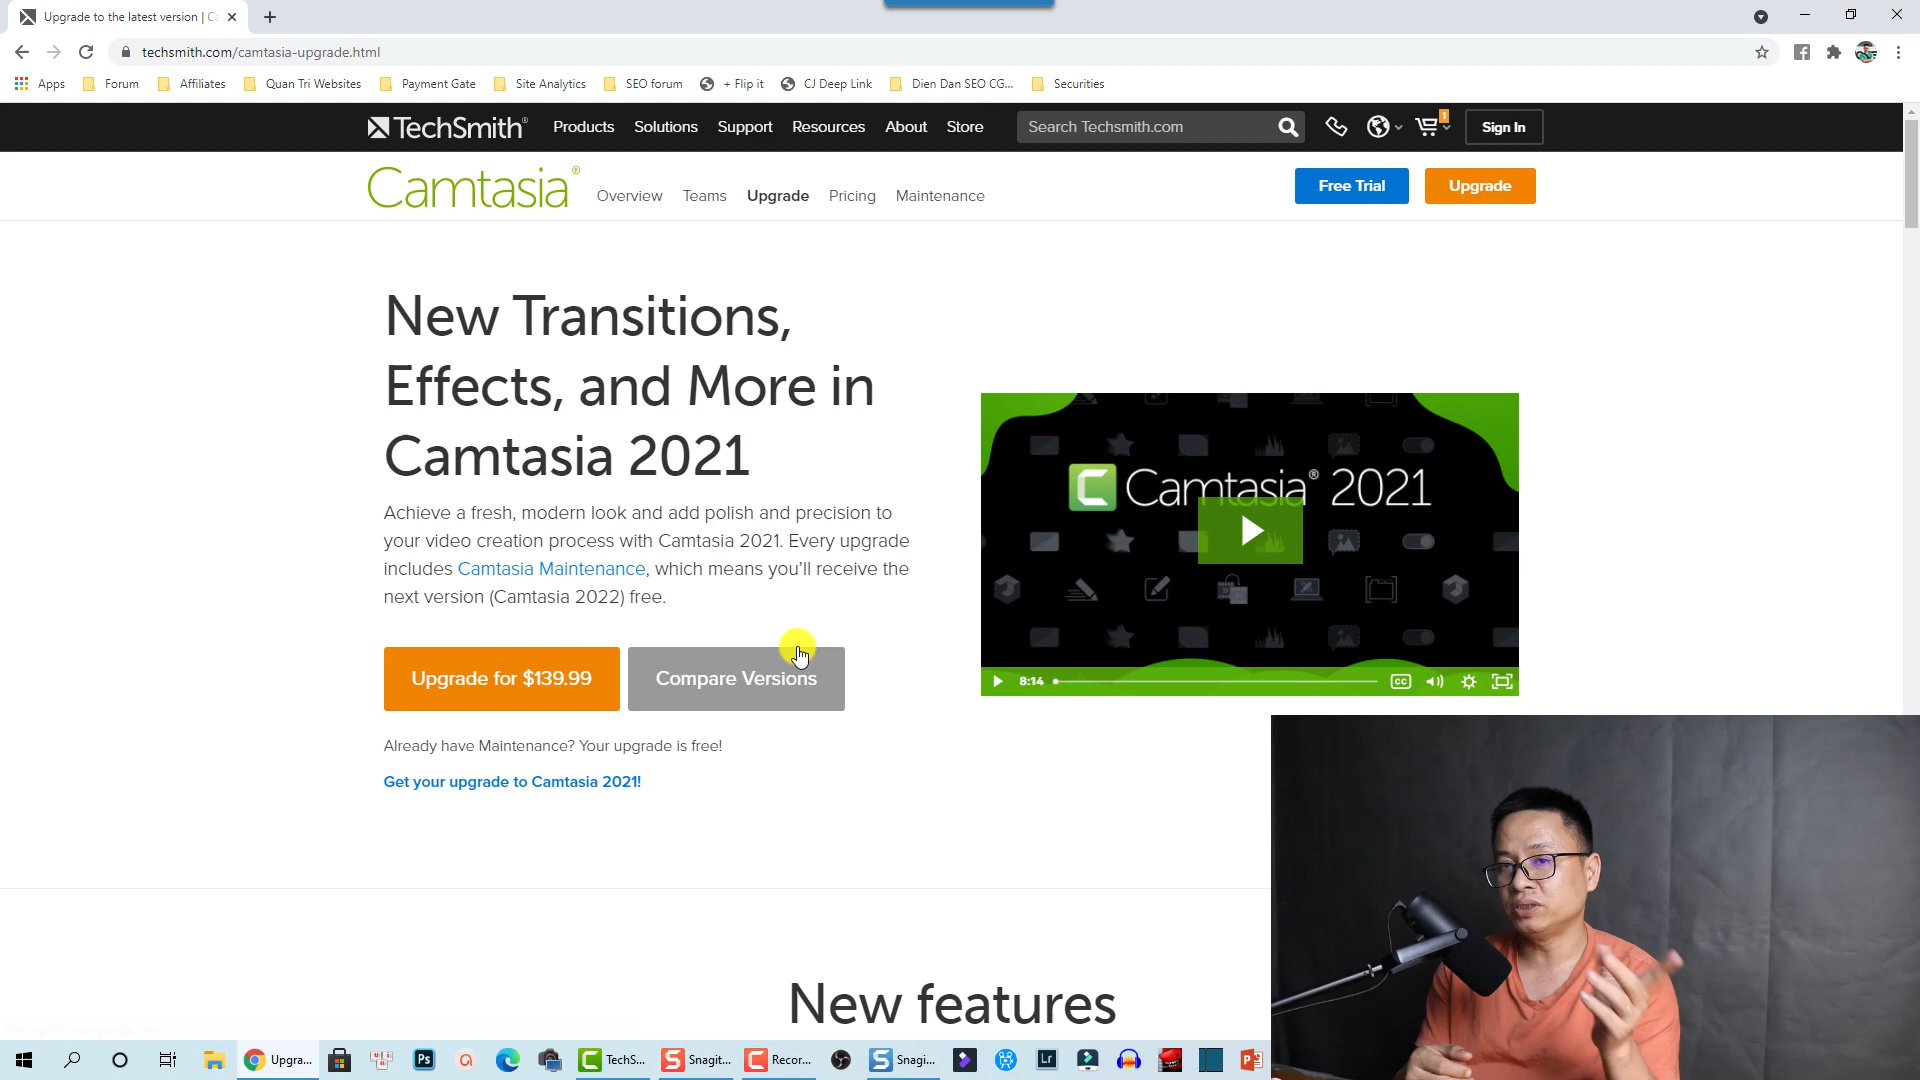 Upgrade to the latest version | Ca
techsmith.com/camtasia-upgrade.html
Apps Forum Affiliates Quan Tri Websites Payment Gate Site Analytics SEO forum + Flip it CJ Deep Link Dien Dan SEO CG... Securities
TechSmith® Products Solutions Support Resources About Store Search Techsmith.com 1 Sign In
Camtasia® Overview Teams Upgrade Pricing Maintenance Free Trial Upgrade
New Transitions,
Effects, and More in
Camtasia 2021
Achieve a fresh, modern look and add polish and precision to
your video creation process with Camtasia 2021. Every upgrade
includes Camtasia Maintenance, which means you’ll receive the
next version (Camtasia 2022) free.
Upgrade for $139.99 Compare Versions
Already have Maintenance? Your upgrade is free!
Get your upgrade to Camtasia 2021!
Camtasia® 2021
8:14 CC
New features
Upgra... Ps TechS... Snagit... Recor... Snagi... Lr